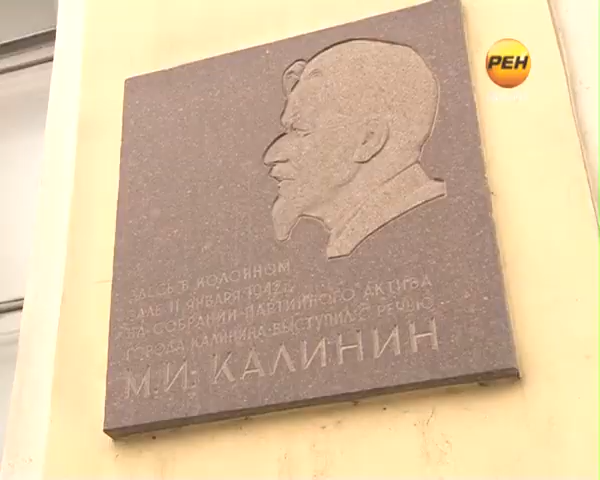 РЕН
ЗДЕСЬ В КОЛОННОМ
ЗАЛЕ 11 ЯНВАРЯ 1942 г.
НА СОБРАНИИ ПАРТИЙНОГО АКТИВА
ГОРОДА КАЛИНИНА ВЫСТУПИЛ С РЕЧЬЮ
М. И. КАЛИНИН